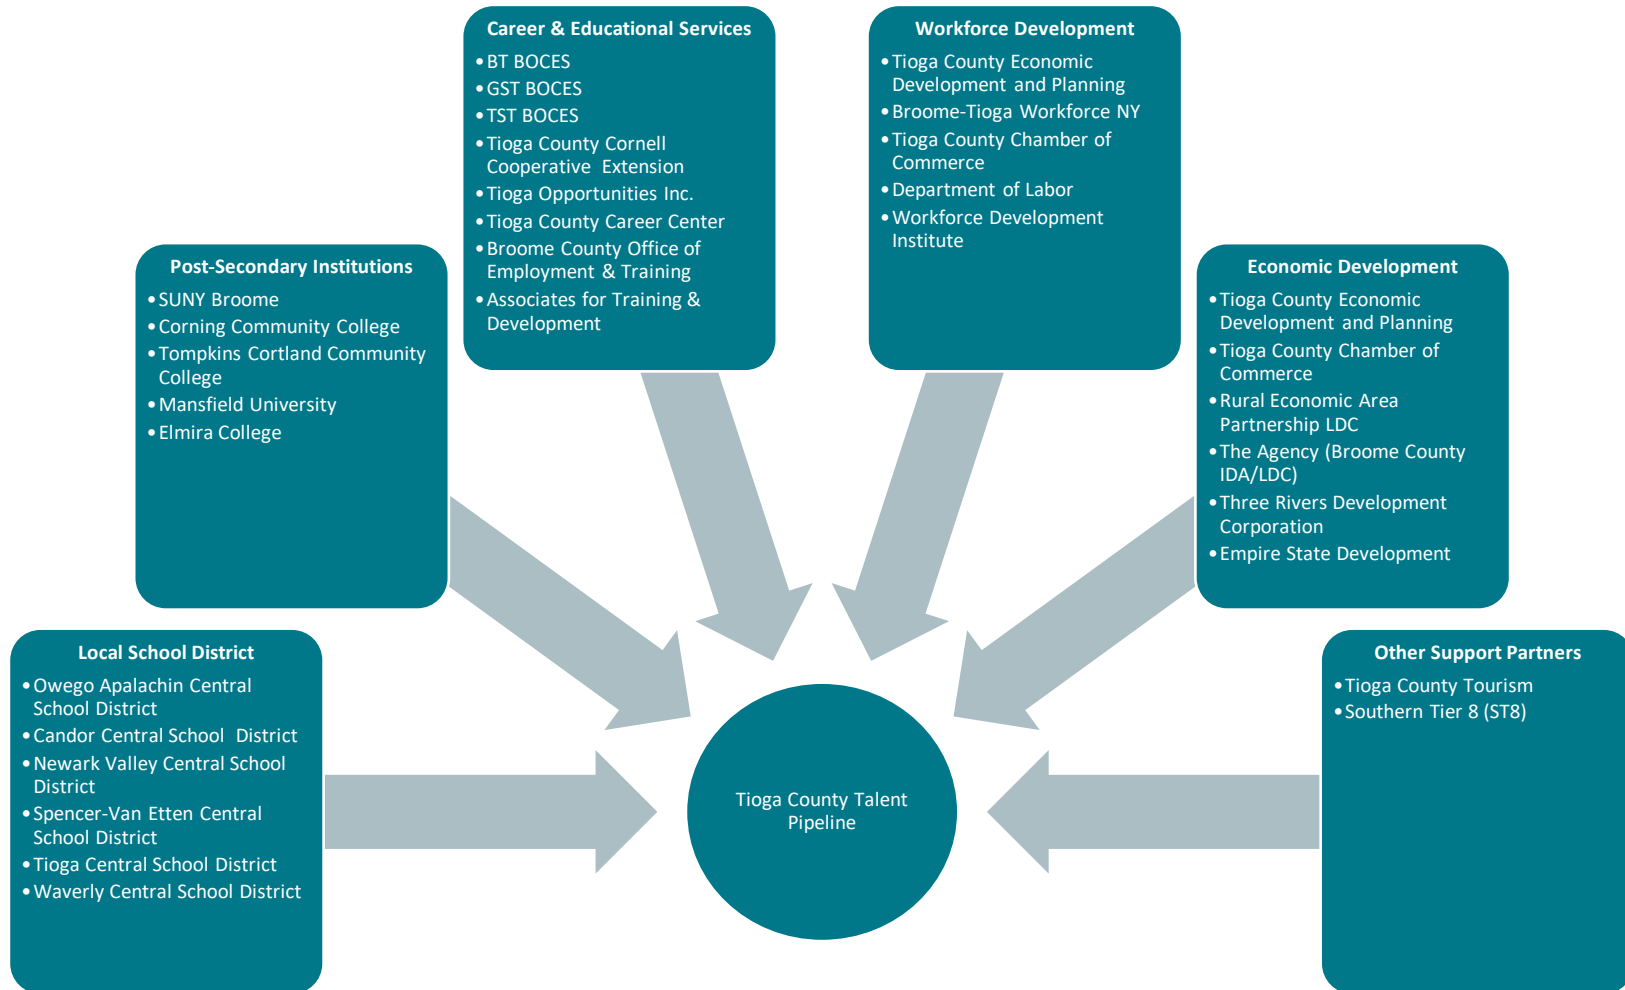 Career & Educational Services
•BT BOCES
•GST BOCES
•TST BOCES
•Tioga County Cornell
Cooperative Extension
•Tioga Opportunities Inc.
•Tioga County Career Center
•Broome County Office of
Employment & Training
•Associates for Training &
Development
Workforce Development
•Tioga County Economic
Development and Planning
•Broome-Tioga Workforce NY
•Tioga County Chamber of
Commerce
•Department of Labor
•Workforce Development
Institute
Post-Secondary Institutions
•SUNY Broome
•Corning Community College
•Tompkins Cortland Community
College
•Mansfield University
•Elmira College
Economic Development
•Tioga County Economic
Development and Planning
•Tioga County Chamber of
Commerce
•Rural Economic Area
Partnership LDC
•The Agency (Broome County
IDA/LDC)
•Three Rivers Development
Corporation
•Empire State Development
Local School District
•Owego Apalachin Central
School District
•Candor Central School District
•Newark Valley Central School
District
•Spencer-Van Etten Central
School District
•Tioga Central School District
•Waverly Central School District
Other Support Partners
•Tioga County Tourism
•Southern Tier 8 (ST8)
Tioga County Talent
Pipeline